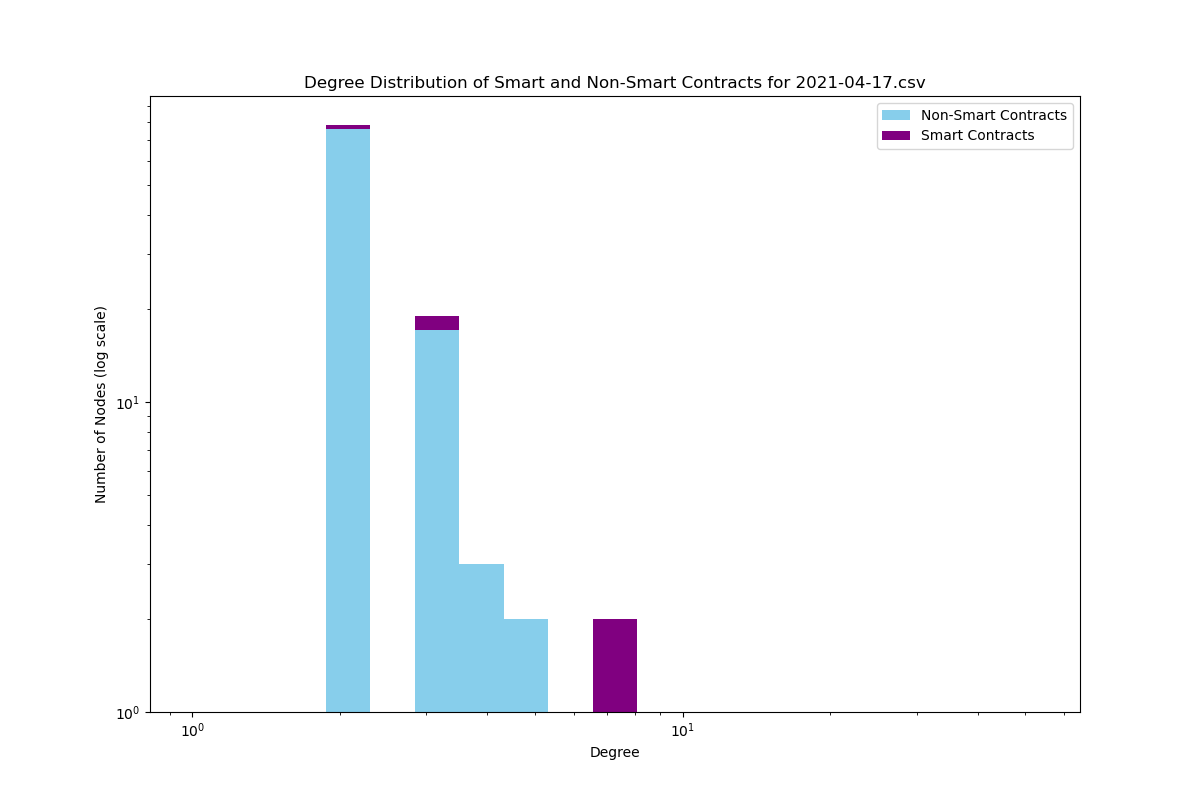 Degree Distribution of Smart and Non-Smart Contracts for 2021-04-17.csv
Non-Smart Contracts
Smart Contracts
Number of Nodes (log scale)
10¹
10⁰
10⁰
10¹
Degree